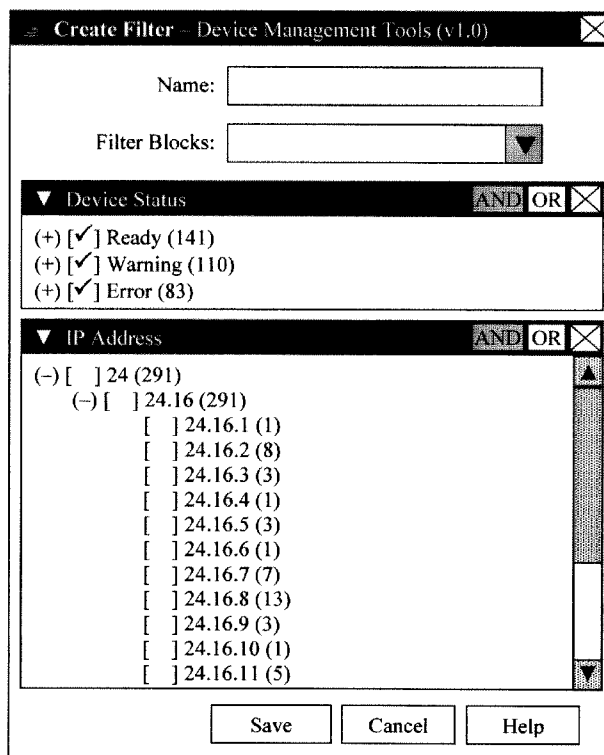 Create Filter – Device Management Tools (v1.0)
Name:
Filter Blocks:
Device Status AND OR
(+) [✓] Ready (141)
(+) [✓] Warning (110)
(+) [✓] Error (83)
IP Address AND OR
(–) [ ] 24 (291)
(–) [ ] 24.16 (291)
[ ] 24.16.1 (1)
[ ] 24.16.2 (8)
[ ] 24.16.3 (3)
[ ] 24.16.4 (1)
[ ] 24.16.5 (3)
[ ] 24.16.6 (1)
[ ] 24.16.7 (7)
[ ] 24.16.8 (13)
[ ] 24.16.9 (3)
[ ] 24.16.10 (1)
[ ] 24.16.11 (5)
Save Cancel Help